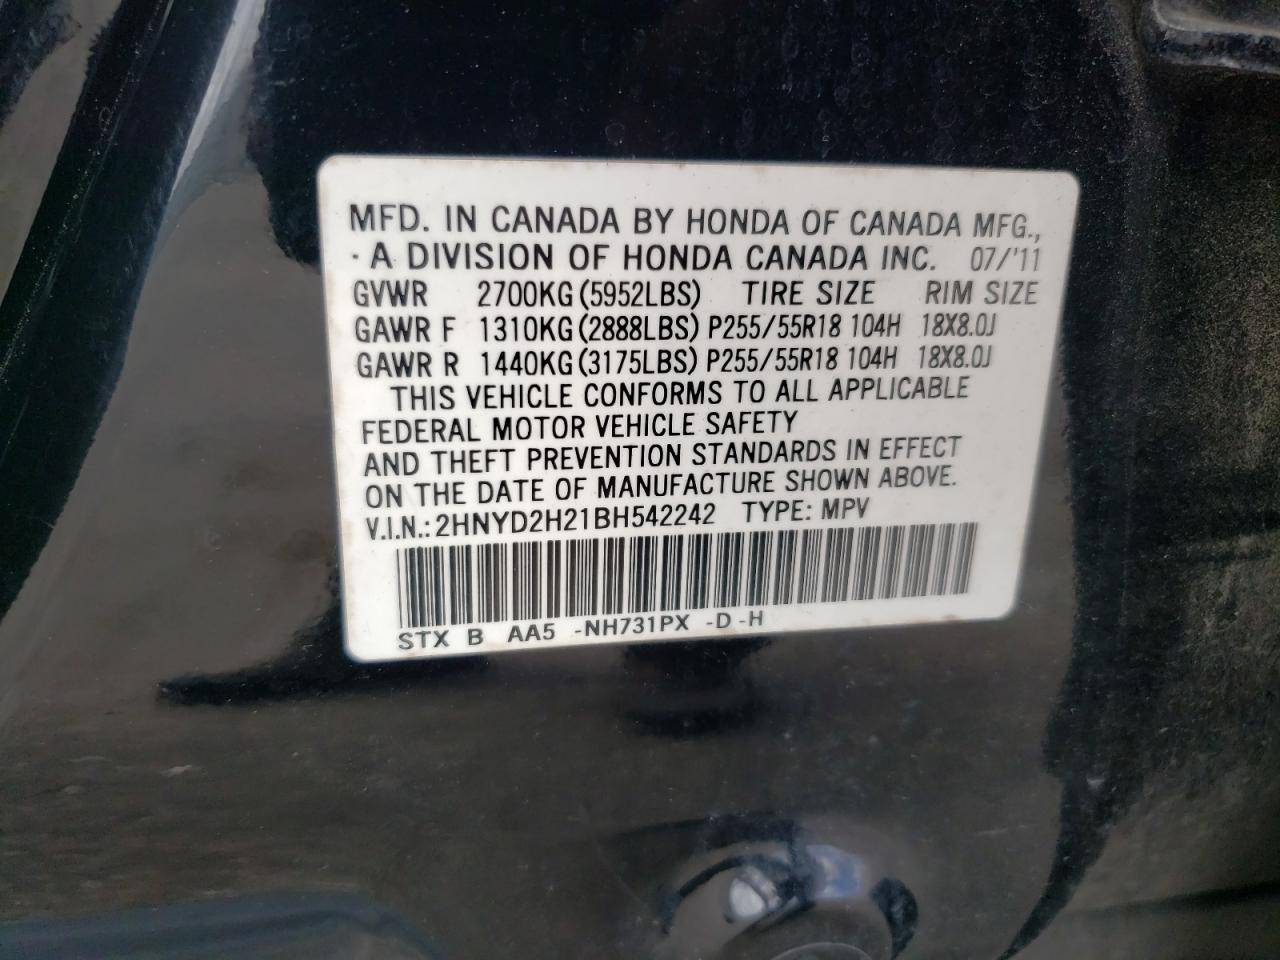 MFD. IN CANADA BY HONDA OF CANADA MFG.,
· A DIVISION OF HONDA CANADA INC. 07/'11
GVWR 2700KG (5952LBS) TIRE SIZE RIM SIZE
GAWR F 1310KG (2888LBS) P255/55R18 104H 18X8.0J
GAWR R 1440KG (3175LBS) P255/55R18 104H 18X8.0J
THIS VEHICLE CONFORMS TO ALL APPLICABLE
FEDERAL MOTOR VEHICLE SAFETY
AND THEFT PREVENTION STANDARDS IN EFFECT
ON THE DATE OF MANUFACTURE SHOWN ABOVE.
V.I.N.: 2HNYD2H21BH542242 TYPE: MPV
STX B AA5 -NH731PX -D -H